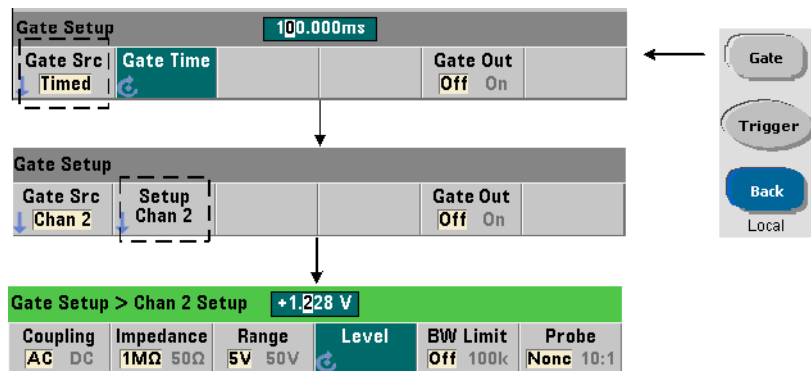 Gate Setup 100.000ms
Gate Src Gate Time Gate Out
Timed Off On
Gate
Trigger
Back
Local
Gate Setup
Gate Src Setup Gate Out
Chan 2 Chan 2 Off On
Gate Setup > Chan 2 Setup +1.228 V
Coupling Impedance Range Level BW Limit Probe
AC DC 1MΩ 50Ω 5V 50V Off 100k None 10:1